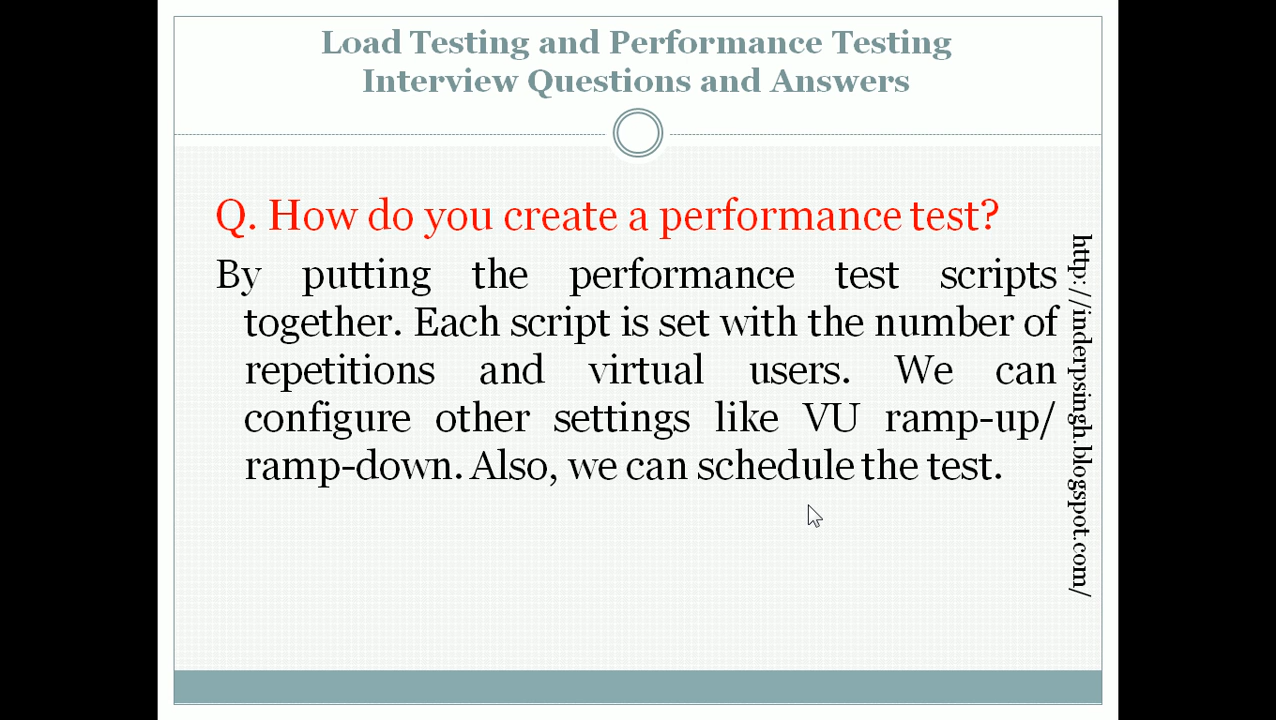 Load Testing and Performance Testing
Interview Questions and Answers
Q. How do you create a performance test?
By putting the performance test scripts
together. Each script is set with the number of
repetitions and virtual users. We can
configure other settings like VU ramp-up/
ramp-down. Also, we can schedule the test.
http://inderpsingh.blogspot.com/